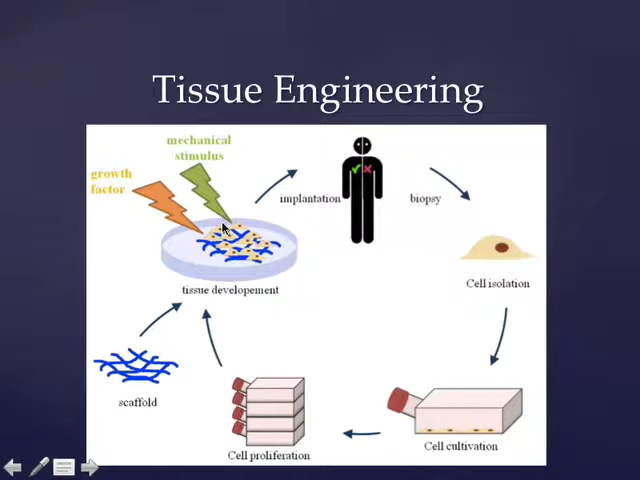 Tissue Engineering
mechanical
stimulus
growth
factor
implantation
biopsy
tissue developement
Cell isolation
scaffold
Cell proliferation
Cell cultivation